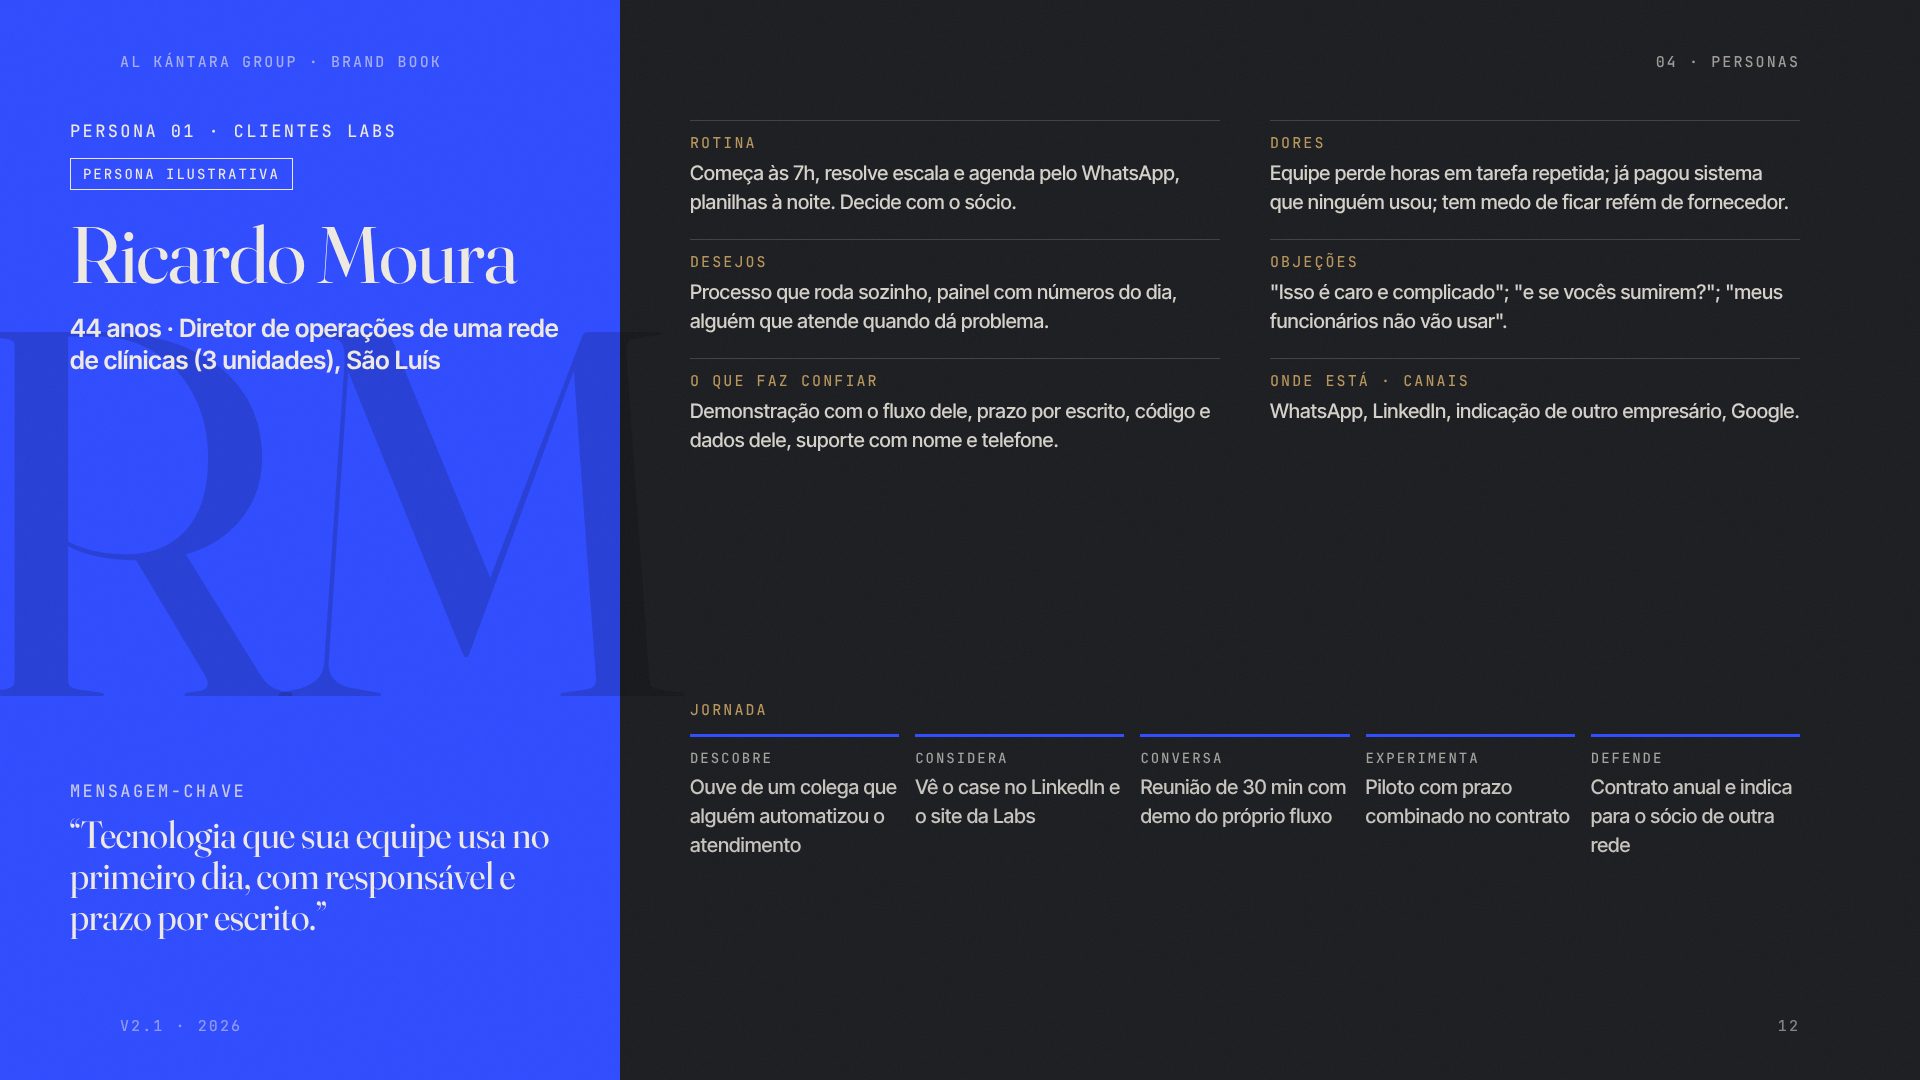 AL KÁNTARA GROUP · BRAND BOOK
04 · PERSONAS
PERSONA 01 · CLIENTES LABS
PERSONA ILUSTRATIVA
Ricardo Moura
44 anos · Diretor de operações de uma rede
de clínicas (3 unidades), São Luís
RM
MENSAGEM-CHAVE
“Tecnologia que sua equipe usa no
primeiro dia, com responsável e
prazo por escrito.”
ROTINA
Começa às 7h, resolve escala e agenda pelo WhatsApp,
planilhas à noite. Decide com o sócio.
DORES
Equipe perde horas em tarefa repetida; já pagou sistema
que ninguém usou; tem medo de ficar refém de fornecedor.
DESEJOS
Processo que roda sozinho, painel com números do dia,
alguém que atende quando dá problema.
OBJEÇÕES
"Isso é caro e complicado"; "e se vocês sumirem?"; "meus
funcionários não vão usar".
O QUE FAZ CONFIAR
Demonstração com o fluxo dele, prazo por escrito, código e
dados dele, suporte com nome e telefone.
ONDE ESTÁ · CANAIS
WhatsApp, LinkedIn, indicação de outro empresário, Google.
JORNADA
DESCOBRE
Ouve de um colega que
alguém automatizou o
atendimento
CONSIDERA
Vê o case no LinkedIn e
o site da Labs
CONVERSA
Reunião de 30 min com
demo do próprio fluxo
EXPERIMENTA
Piloto com prazo
combinado no contrato
DEFENDE
Contrato anual e indica
para o sócio de outra
rede
V2.1 · 2026
12